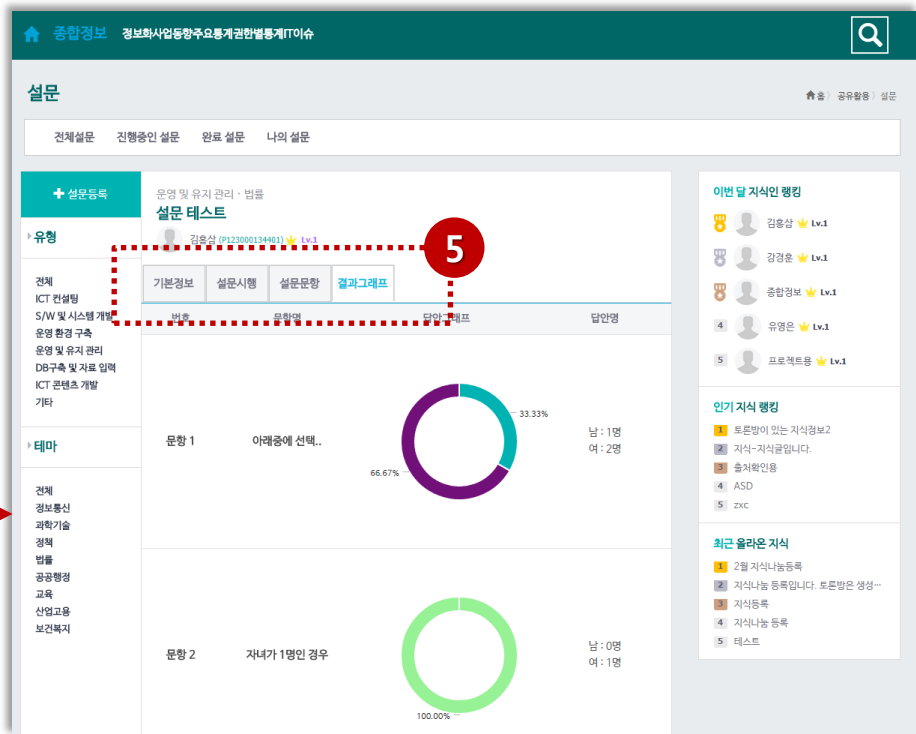 종합정보 정보화사업동향주요통계권한별통계IT이슈
설문
홈 〉 공유활용 〉 설문
전체설문 진행중인 설문 완료 설문 나의 설문
+ 설문등록
유형
전체
ICT 컨설팅
S/W 및 시스템 개발
운영 환경 구축
운영 및 유지 관리
DB구축 및 자료 입력
ICT 콘텐츠 개발
기타
테마
전체
정보통신
과학기술
정책
법률
공공행정
교육
산업고용
보건복지
운영 및 유지 관리 · 법률
설문 테스트
김홍삼 (P123000134401) Lv.1
5
기본정보 설문시행 설문문항 결과그래프
번호 문항명 답안그래프 답안명
문항 1 아래중에 선택..
33.33%
66.67%
남 : 1명
여 : 2명
문항 2 자녀가 1명인 경우
100.00%
남 : 0명
여 : 1명
이번 달 지식인 랭킹
김홍삼 Lv.1
강경훈 Lv.1
종합정보 Lv.1
4 유영은 Lv.1
5 프로젝트용 Lv.1
인기 지식 랭킹
1 토론방이 있는 지식정보2
2 지식-지식글입니다.
3 출처확인용
4 ASD
5 zxc
최근 올라온 지식
1 2월 지식나눔등록
2 지식나눔 등록입니다. 토론방은 생성…
3 지식등록
4 지식나눔 등록
5 테스트